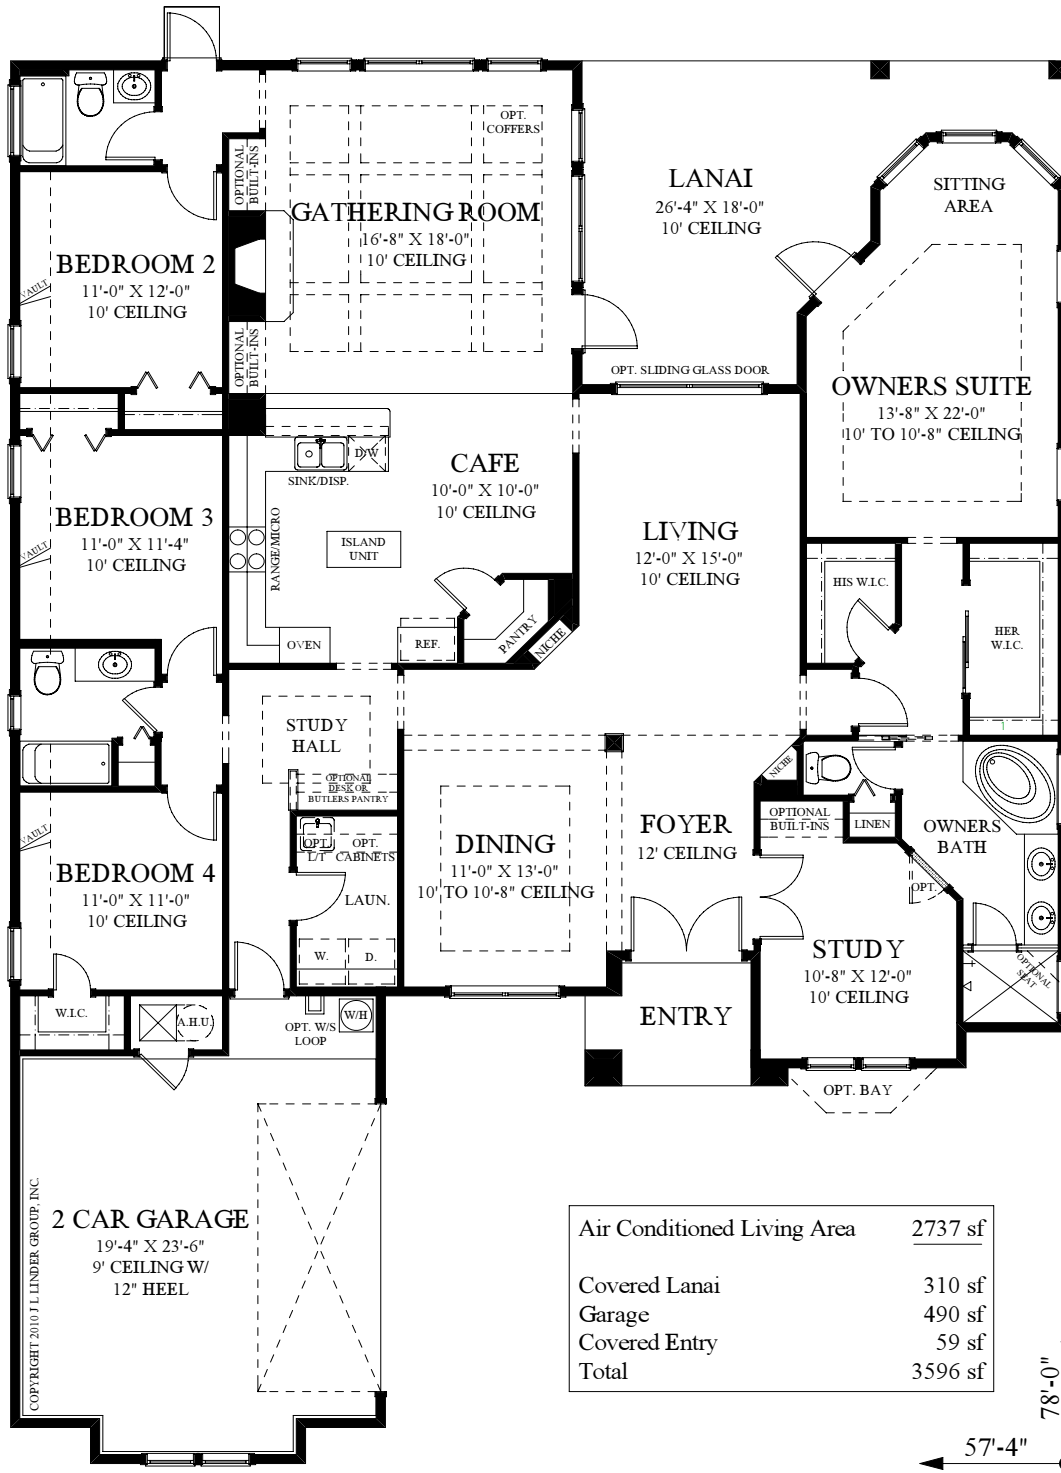 OPT.
COFFERS
OPTIONAL
BUILT-INS
GATHERING ROOM
16'-8" X 18'-0"
10' CEILING
LANAI
26'-4" X 18'-0"
10' CEILING
SITTING
AREA
BEDROOM 2
11'-0" X 12'-0"
10' CEILING
VAULT
OPTIONAL
BUILT-INS
OPT. SLIDING GLASS DOOR
OWNERS SUITE
13'-8" X 22'-0"
10' TO 10'-8" CEILING
D/W
SINK/DISP.
CAFE
10'-0" X 10'-0"
10' CEILING
BEDROOM 3
11'-0" X 11'-4"
10' CEILING
VAULT
RANGE/MICRO
ISLAND
UNIT
LIVING
12'-0" X 15'-0"
10' CEILING
HIS W.I.C.
HER
W.I.C.
OVEN
REF.
PANTRY
NICHE
STUDY
HALL
OPTIONAL
DESK OR
BUTLERS PANTRY
NICHE
OPTIONAL
BUILT-INS
LINEN
OWNERS
BATH
OPT.
L/T
OPT.
CABINETS
LAUN.
W.
D.
DINING
11'-0" X 13'-0"
10' TO 10'-8" CEILING
FOYER
12' CEILING
OPT.
VAULT
BEDROOM 4
11'-0" X 11'-0"
10' CEILING
STUDY
10'-8" X 12'-0"
10' CEILING
OPTIONAL
SEAT
W.I.C.
A.H.U.
OPT. W/S
LOOP
W/H
ENTRY
OPT. BAY
2 CAR GARAGE
19'-4" X 23'-6"
9' CEILING W/
12" HEEL
COPYRIGHT 2010 J L LINDER GROUP, INC.
Air Conditioned Living Area 2737 sf
Covered Lanai 310 sf
Garage 490 sf
Covered Entry 59 sf
Total 3596 sf
78'-0"
57'-4"